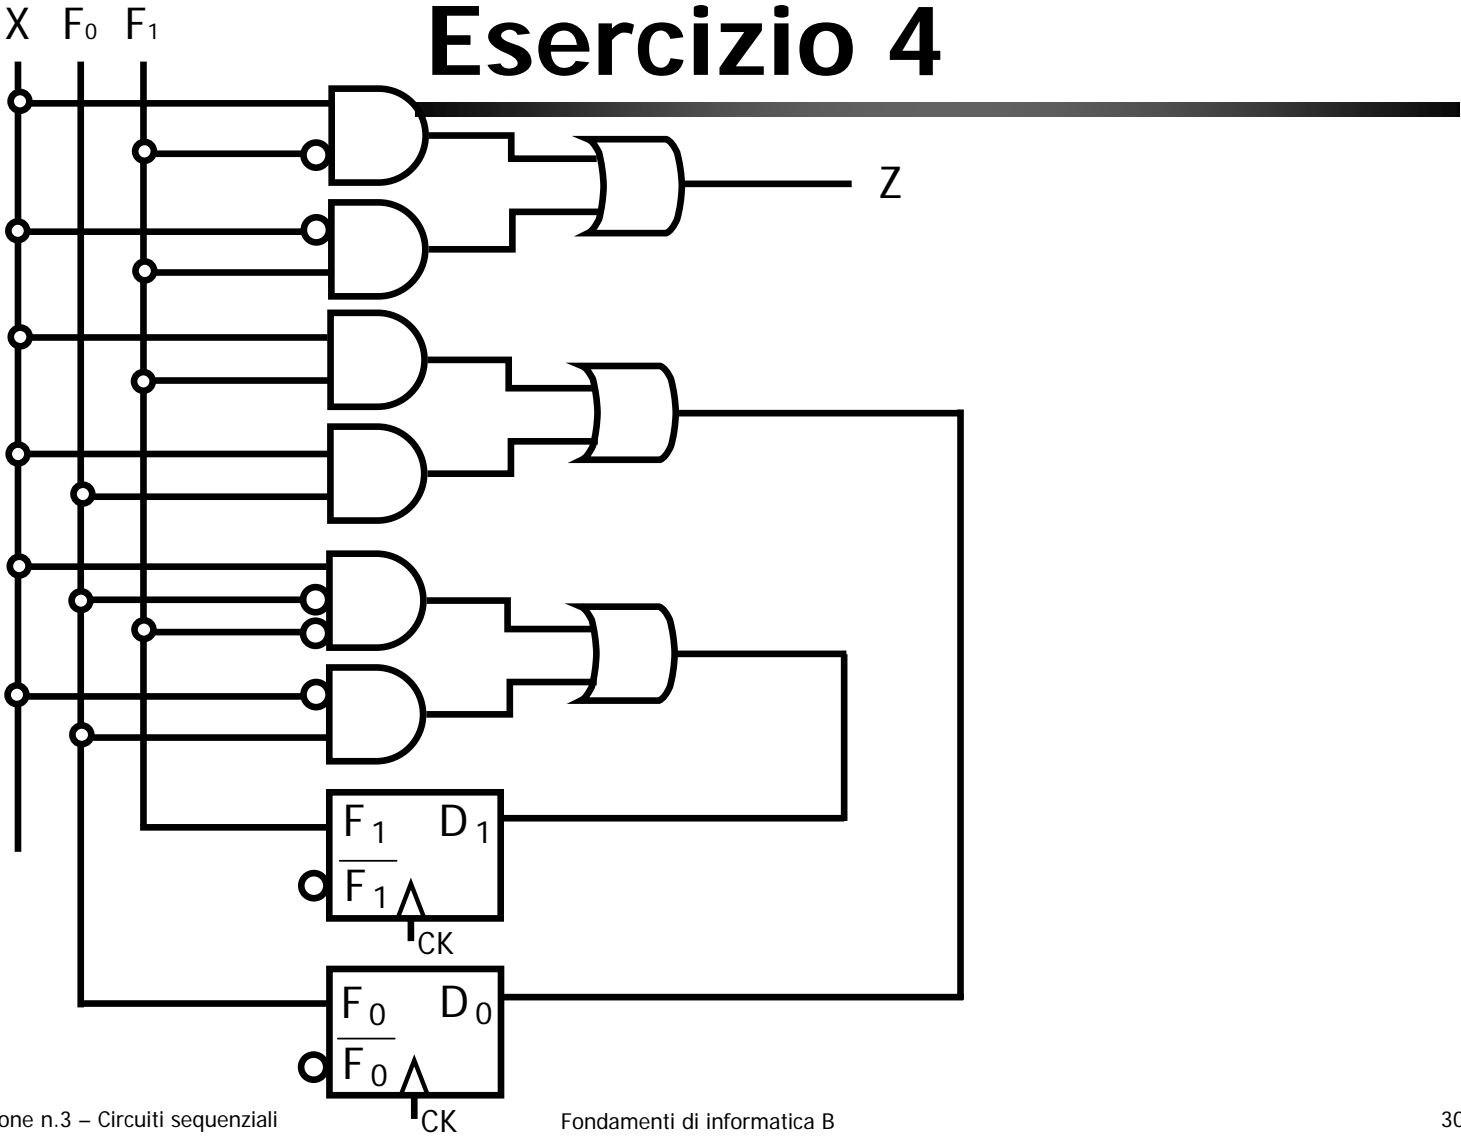 Esercizio 4
X F0 F1
Z
F1 D1
F1
CK
F0 D0
F0
CK
one n.3 – Circuiti sequenziali
Fondamenti di informatica B
30